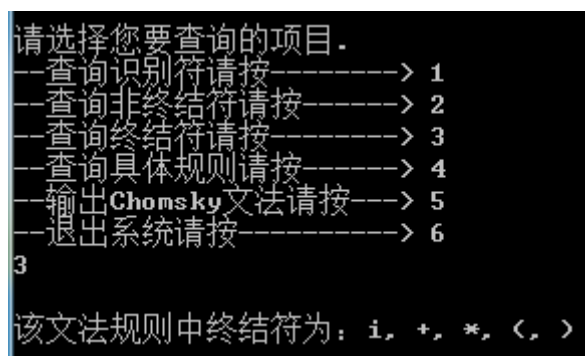 请选择您要查询的项目.
--查询识别符请按--------> 1
--查询非终结符请按------> 2
--查询终结符请按--------> 3
--查询具体规则请按------> 4
--输出Chomsky文法请按---> 5
--退出系统请按----------> 6
3
该文法规则中终结符为: i, +, *, (, )